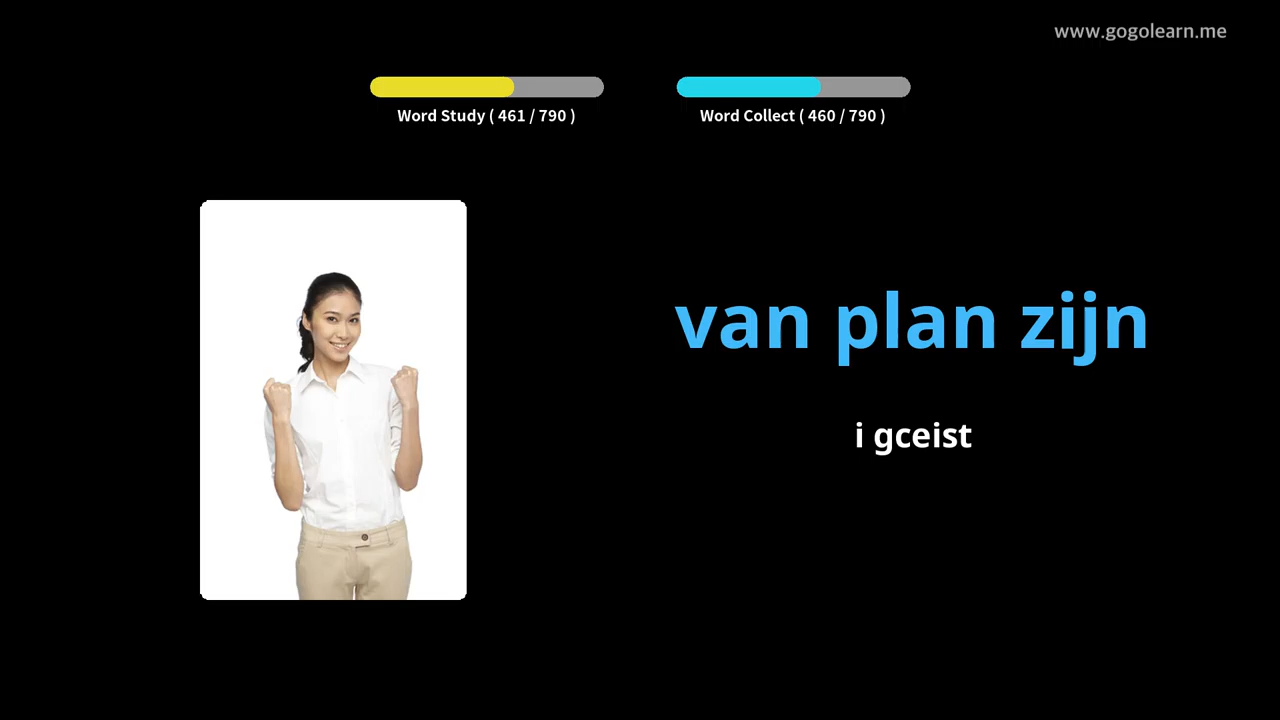 www.gogolearn.me
Word Study ( 461 / 790 )
Word Collect ( 460 / 790 )
van plan zijn
i gceist